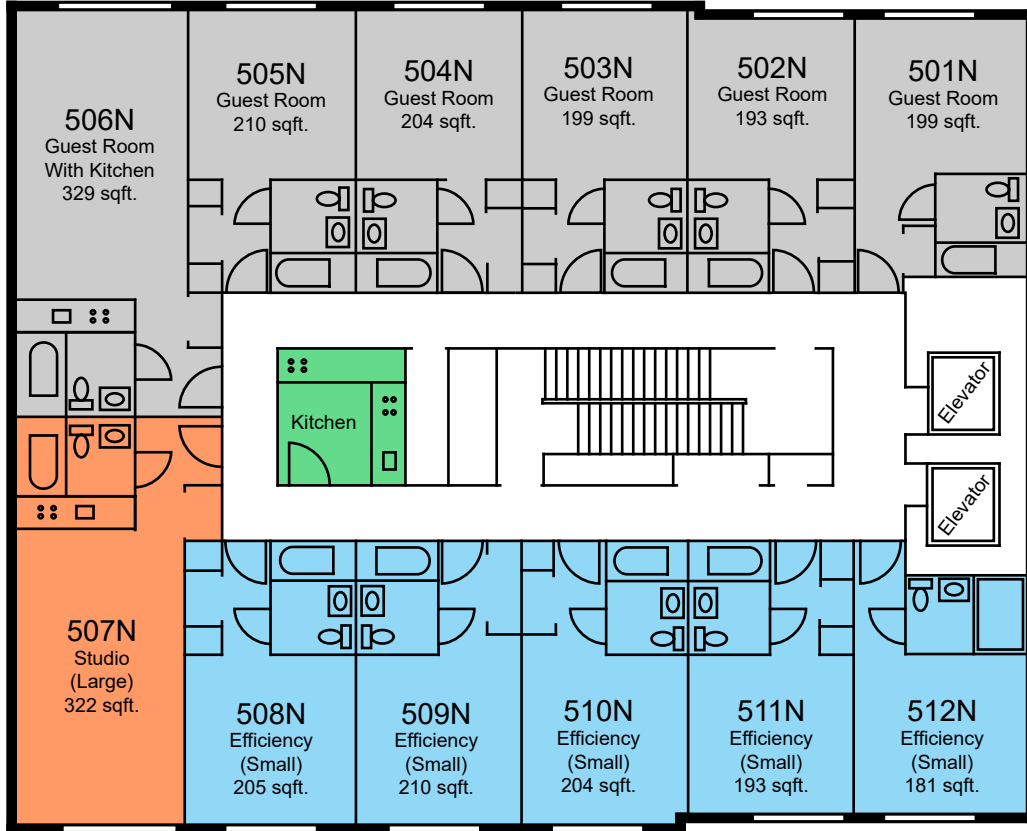 506N
Guest Room
With Kitchen
329 sqft.
505N
Guest Room
210 sqft.
504N
Guest Room
204 sqft.
503N
Guest Room
199 sqft.
502N
Guest Room
193 sqft.
501N
Guest Room
199 sqft.
Kitchen
Elevator
Elevator
507N
Studio
(Large)
322 sqft.
508N
Efficiency
(Small)
205 sqft.
509N
Efficiency
(Small)
210 sqft.
510N
Efficiency
(Small)
204 sqft.
511N
Efficiency
(Small)
193 sqft.
512N
Efficiency
(Small)
181 sqft.